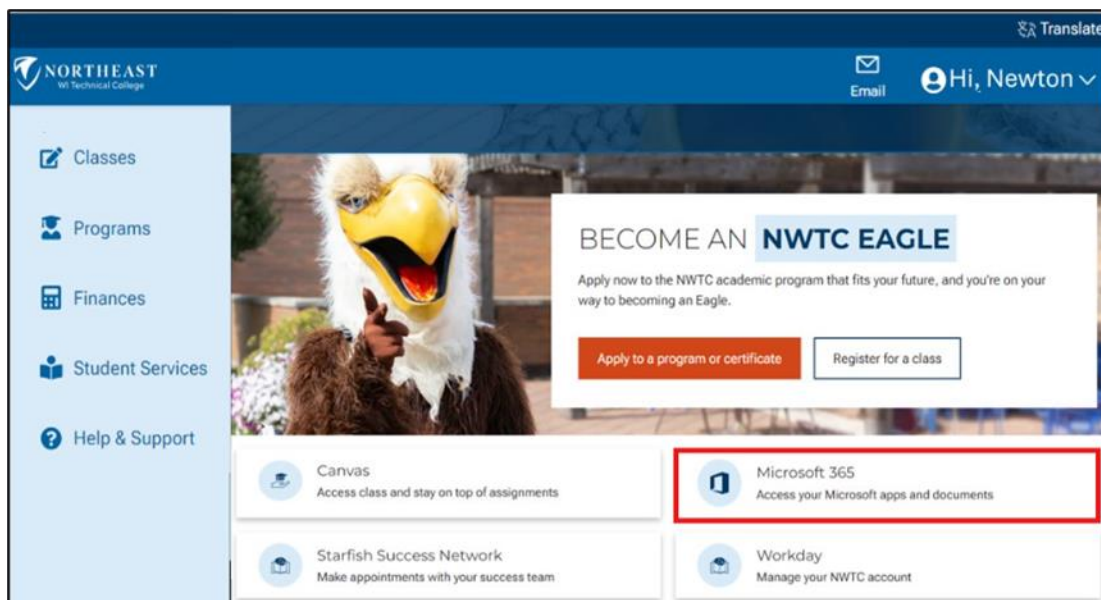 Translate
NORTHEAST
WI Technical College
Email
Hi, Newton
Classes
Programs
Finances
Student Services
Help & Support
BECOME AN NWTC EAGLE
Apply now to the NWTC academic program that fits your future, and you're on your
way to becoming an Eagle.
Apply to a program or certificate
Register for a class
Canvas
Access class and stay on top of assignments
Microsoft 365
Access your Microsoft apps and documents
Starfish Success Network
Make appointments with your success team
Workday
Manage your NWTC account